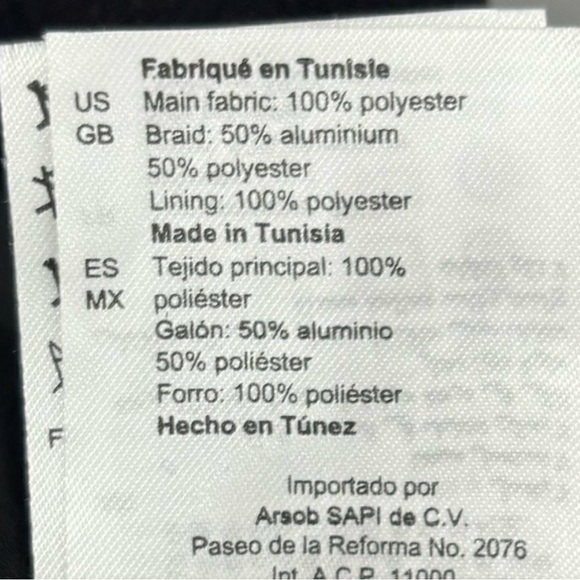 Fabriqué en Tunisie
US Main fabric: 100% polyester
GB Braid: 50% aluminium
50% polyester
Lining: 100% polyester
Made in Tunisia
ES Tejido principal: 100%
MX poliéster
Galón: 50% aluminio
50% poliéster
Forro: 100% poliéster
F
Hecho en Túnez
Importado por
Arsob SAPI de C.V.
Paseo de la Reforma No. 2076
Int. A C.P. 11000